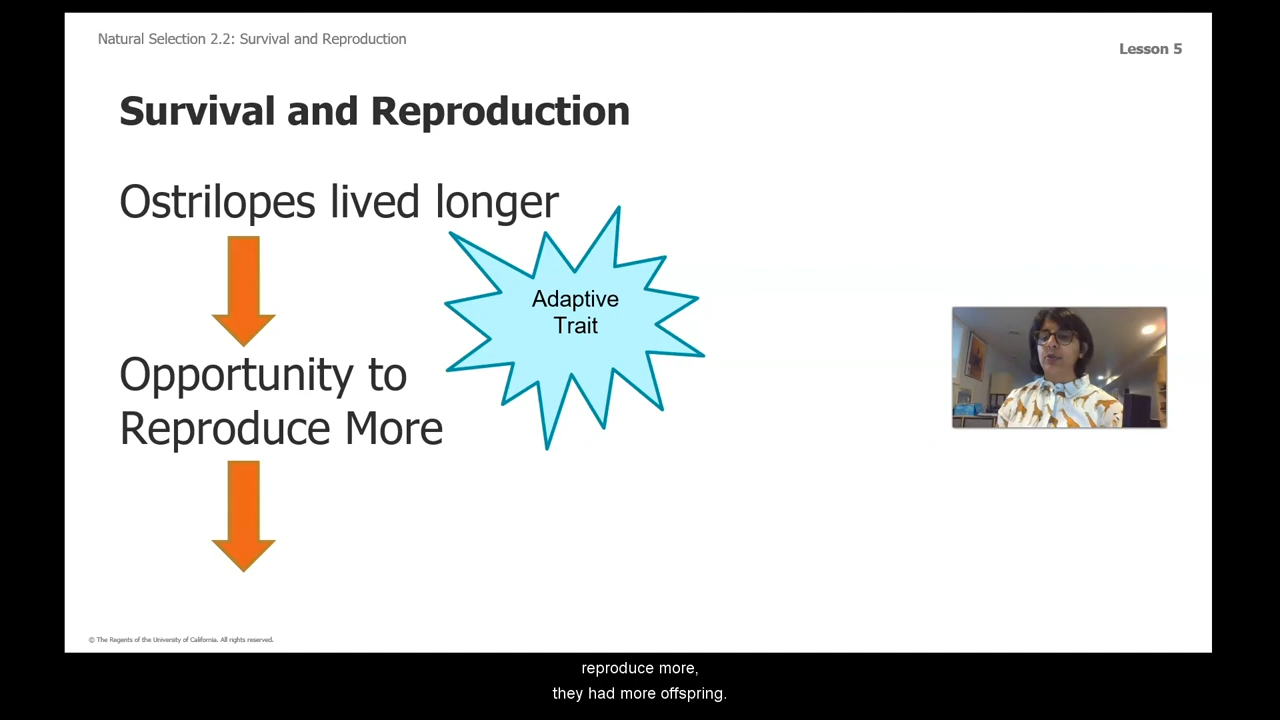 Natural Selection 2.2: Survival and Reproduction
Lesson 5
Survival and Reproduction
Ostrilopes lived longer
Adaptive
Trait
Opportunity to
Reproduce More
© The Regents of the University of California. All rights reserved.
reproduce more,
they had more offspring.